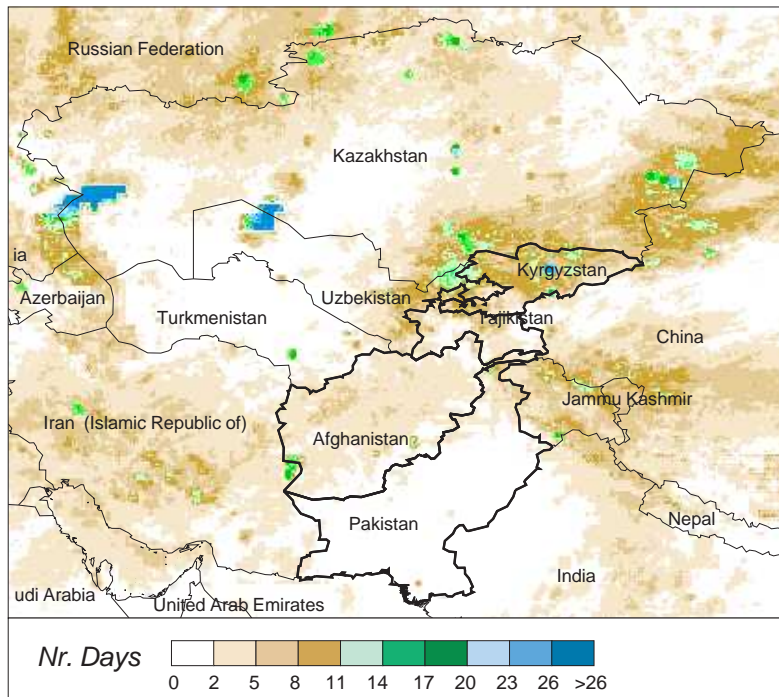 Russian Federation
Kazakhstan
ia
Azerbaijan
Turkmenistan
Uzbekistan
Kyrgyzstan
Tajikistan
China
Jammu Kashmir
Iran (Islamic Republic of)
Afghanistan
Pakistan
Nepal
India
udi Arabia
United Arab Emirates
Nr. Days
0 2 5 8 11 14 17 20 23 26 >26